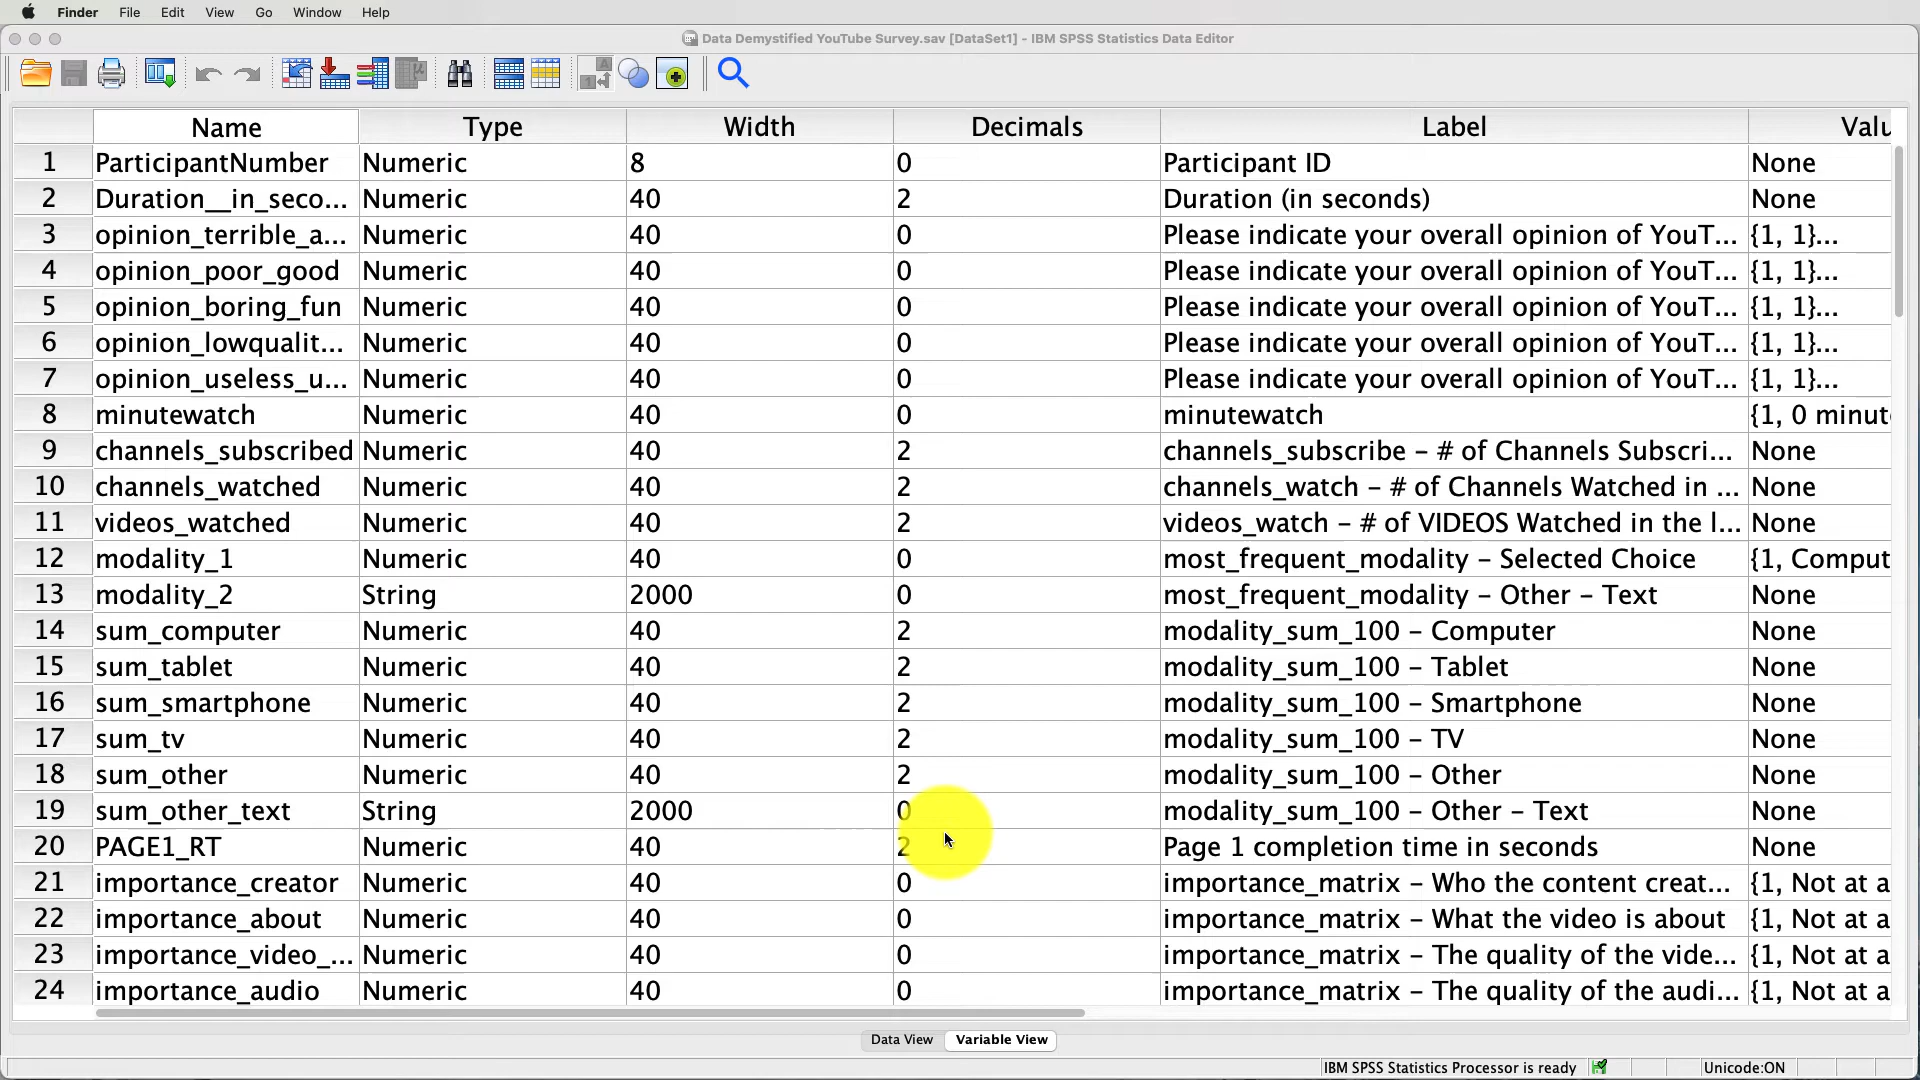 Finder File Edit View Go Window Help
Data Demystified YouTube Survey.sav [DataSet1] - IBM SPSS Statistics Data Editor
Name Type Width Decimals Label Valu
1 ParticipantNumber Numeric 8 0 Participant ID None
2 Duration__in_seco... Numeric 40 2 Duration (in seconds) None
3 opinion_terrible_a... Numeric 40 0 Please indicate your overall opinion of YouT... {1, 1}...
4 opinion_poor_good Numeric 40 0 Please indicate your overall opinion of YouT... {1, 1}...
5 opinion_boring_fun Numeric 40 0 Please indicate your overall opinion of YouT... {1, 1}...
6 opinion_lowqualit... Numeric 40 0 Please indicate your overall opinion of YouT... {1, 1}...
7 opinion_useless_u... Numeric 40 0 Please indicate your overall opinion of YouT... {1, 1}...
8 minutewatch Numeric 40 0 minutewatch {1, 0 minut
9 channels_subscribed Numeric 40 2 channels_subscribe – # of Channels Subscri... None
10 channels_watched Numeric 40 2 channels_watch – # of Channels Watched in ... None
11 videos_watched Numeric 40 2 videos_watch – # of VIDEOS Watched in the l... None
12 modality_1 Numeric 40 0 most_frequent_modality – Selected Choice {1, Comput
13 modality_2 String 2000 0 most_frequent_modality – Other – Text None
14 sum_computer Numeric 40 2 modality_sum_100 – Computer None
15 sum_tablet Numeric 40 2 modality_sum_100 – Tablet None
16 sum_smartphone Numeric 40 2 modality_sum_100 – Smartphone None
17 sum_tv Numeric 40 2 modality_sum_100 – TV None
18 sum_other Numeric 40 2 modality_sum_100 – Other None
19 sum_other_text String 2000 0 modality_sum_100 – Other – Text None
20 PAGE1_RT Numeric 40 2 Page 1 completion time in seconds None
21 importance_creator Numeric 40 0 importance_matrix – Who the content creat... {1, Not at a
22 importance_about Numeric 40 0 importance_matrix – What the video is about {1, Not at a
23 importance_video_... Numeric 40 0 importance_matrix – The quality of the vide... {1, Not at a
24 importance_audio Numeric 40 0 importance_matrix – The quality of the audi... {1, Not at a
Data View Variable View
IBM SPSS Statistics Processor is ready Unicode:ON